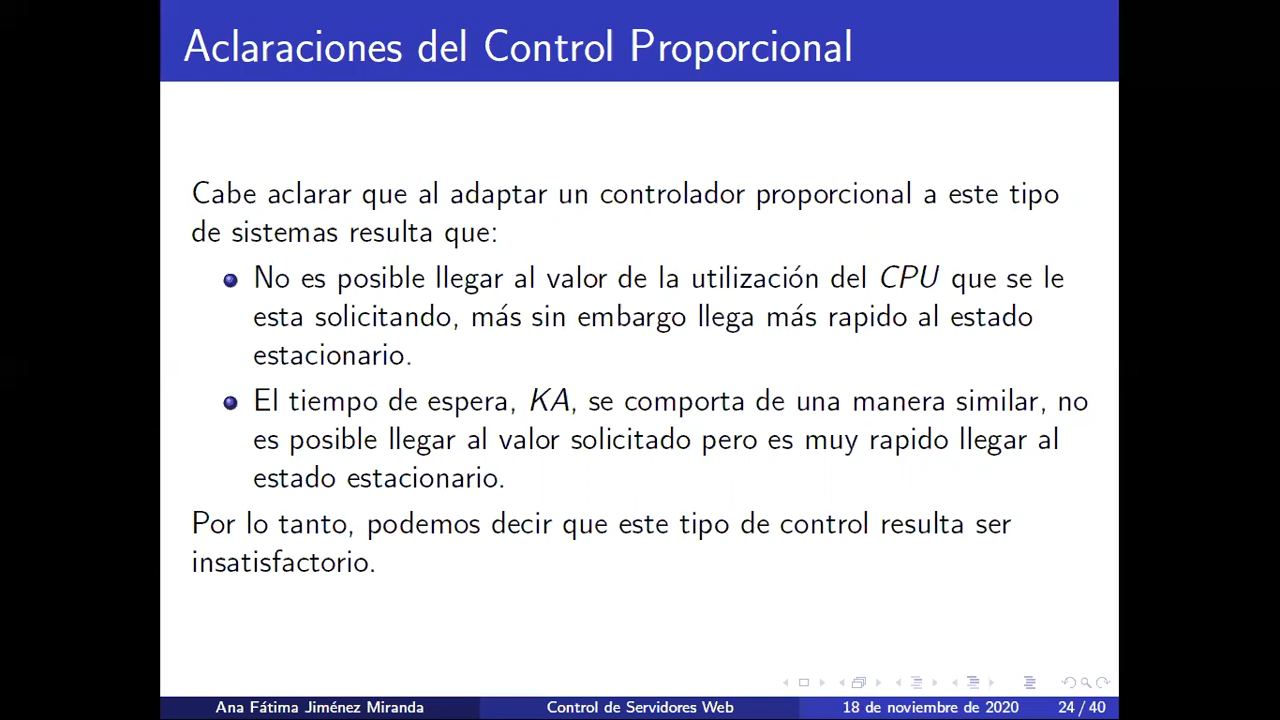 Aclaraciones del Control Proporcional
Cabe aclarar que al adaptar un controlador proporcional a este tipo
de sistemas resulta que:
No es posible llegar al valor de la utilización del CPU que se le
esta solicitando, más sin embargo llega más rapido al estado
estacionario.
El tiempo de espera, KA, se comporta de una manera similar, no
es posible llegar al valor solicitado pero es muy rapido llegar al
estado estacionario.
Por lo tanto, podemos decir que este tipo de control resulta ser
insatisfactorio.
Ana Fátima Jiménez Miranda
Control de Servidores Web
18 de noviembre de 2020
24 / 40